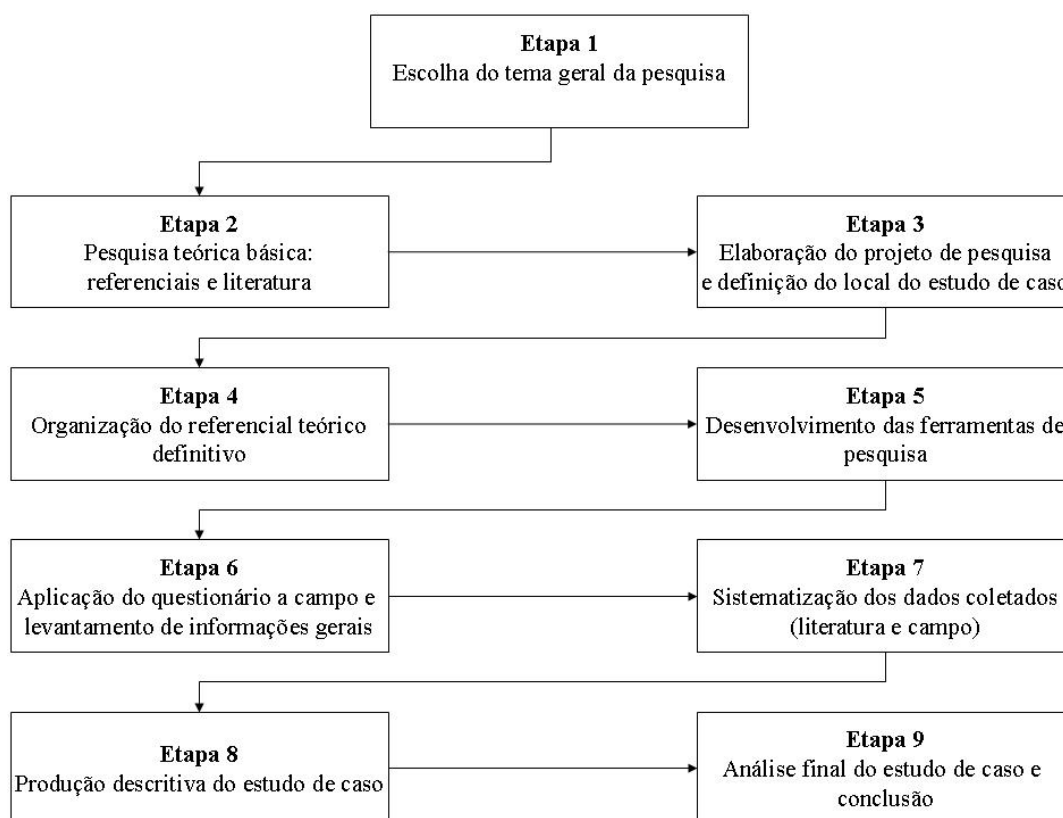 Etapa 1
Escolha do tema geral da pesquisa
Etapa 2
Pesquisa teórica básica:
referenciais e literatura
Etapa 3
Elaboração do projeto de pesquisa
e definição do local do estudo de caso
Etapa 4
Organização do referencial teórico
definitivo
Etapa 5
Desenvolvimento das ferramentas de
pesquisa
Etapa 6
Aplicação do questionário a campo e
levantamento de informações gerais
Etapa 7
Sistematização dos dados coletados
(literatura e campo)
Etapa 8
Produção descritiva do estudo de caso
Etapa 9
Análise final do estudo de caso e
conclusão